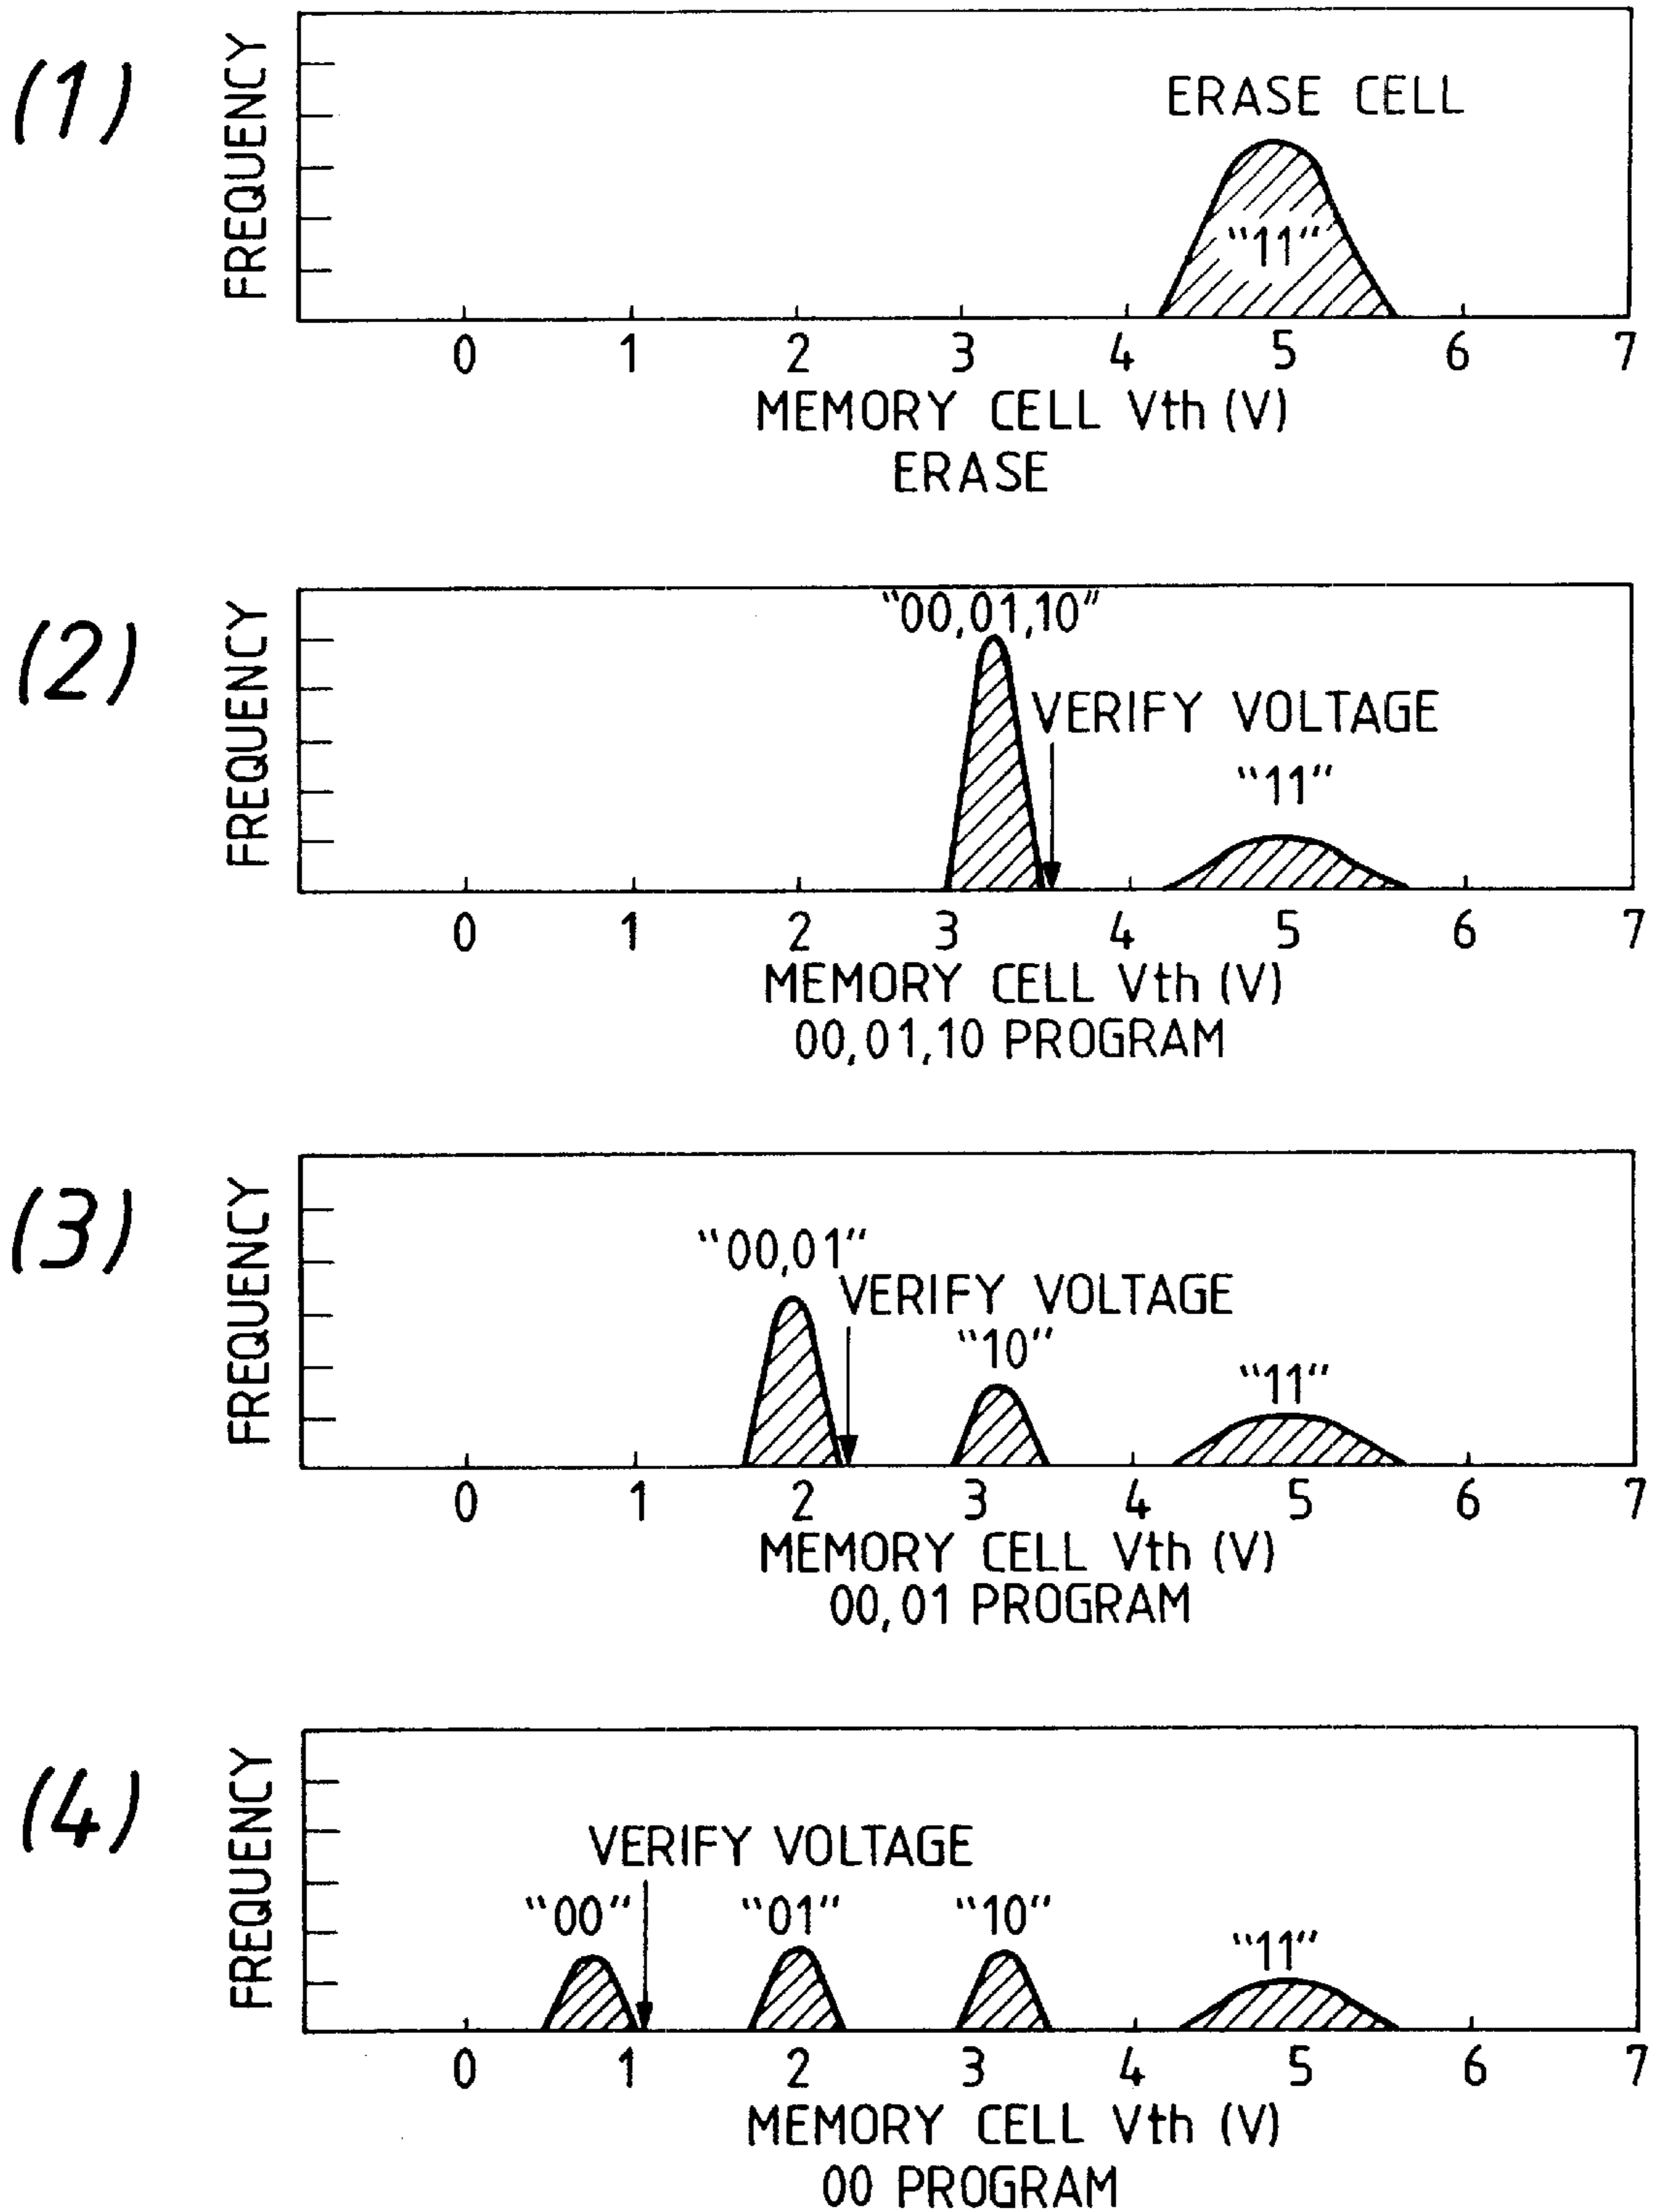 (1)
FREQUENCY
ERASE CELL
“11”
0 1 2 3 4 5 6 7
MEMORY CELL Vth (V)
ERASE
(2)
FREQUENCY
“00,01,10”
VERIFY VOLTAGE
“11”
0 1 2 3 4 5 6 7
MEMORY CELL Vth (V)
00,01,10 PROGRAM
(3)
FREQUENCY
“00,01”
VERIFY VOLTAGE
“10”
“11”
0 1 2 3 4 5 6 7
MEMORY CELL Vth (V)
00,01 PROGRAM
(4)
FREQUENCY
VERIFY VOLTAGE
“00” “01” “10” “11”
0 1 2 3 4 5 6 7
MEMORY CELL Vth (V)
00 PROGRAM